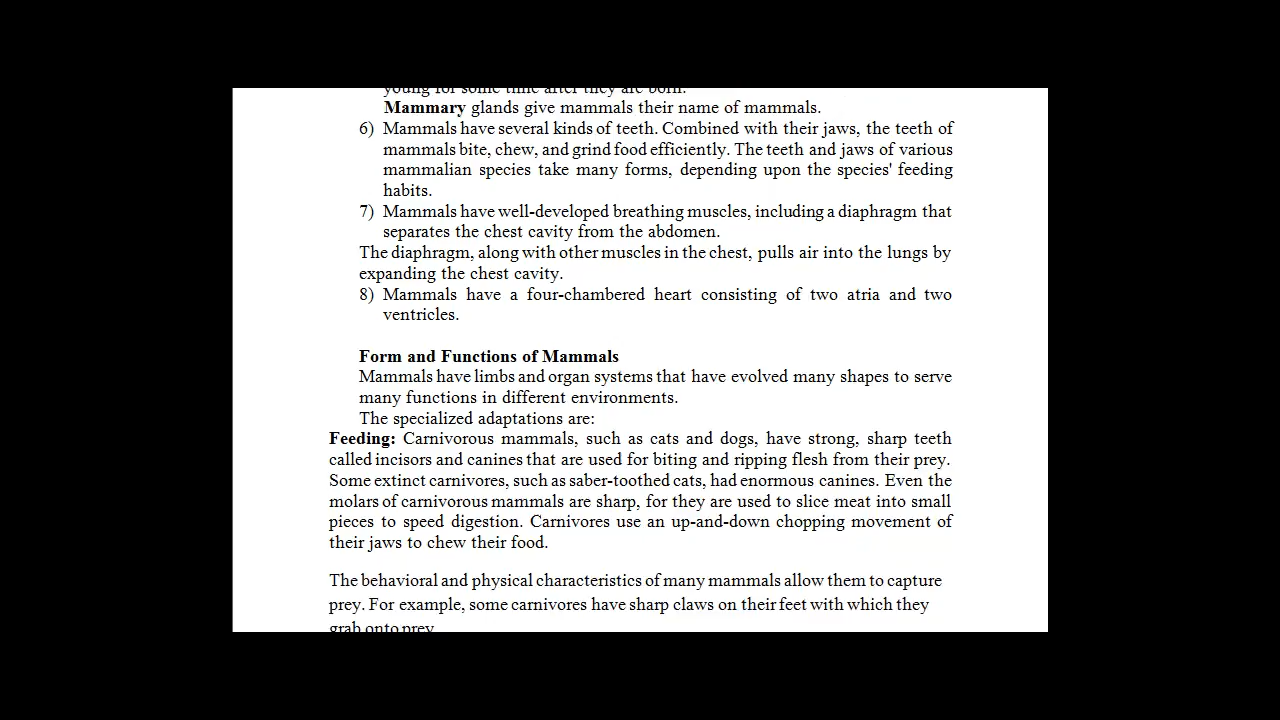 young for some time after they are born.
Mammary glands give mammals their name of mammals.
6) Mammals have several kinds of teeth. Combined with their jaws, the teeth of
mammals bite, chew, and grind food efficiently. The teeth and jaws of various
mammalian species take many forms, depending upon the species' feeding
habits.
7) Mammals have well-developed breathing muscles, including a diaphragm that
separates the chest cavity from the abdomen.
The diaphragm, along with other muscles in the chest, pulls air into the lungs by
expanding the chest cavity.
8) Mammals have a four-chambered heart consisting of two atria and two
ventricles.
Form and Functions of Mammals
Mammals have limbs and organ systems that have evolved many shapes to serve
many functions in different environments.
The specialized adaptations are:
Feeding: Carnivorous mammals, such as cats and dogs, have strong, sharp teeth
called incisors and canines that are used for biting and ripping flesh from their prey.
Some extinct carnivores, such as saber-toothed cats, had enormous canines. Even the
molars of carnivorous mammals are sharp, for they are used to slice meat into small
pieces to speed digestion. Carnivores use an up-and-down chopping movement of
their jaws to chew their food.
The behavioral and physical characteristics of many mammals allow them to capture
prey. For example, some carnivores have sharp claws on their feet with which they
grab onto prey